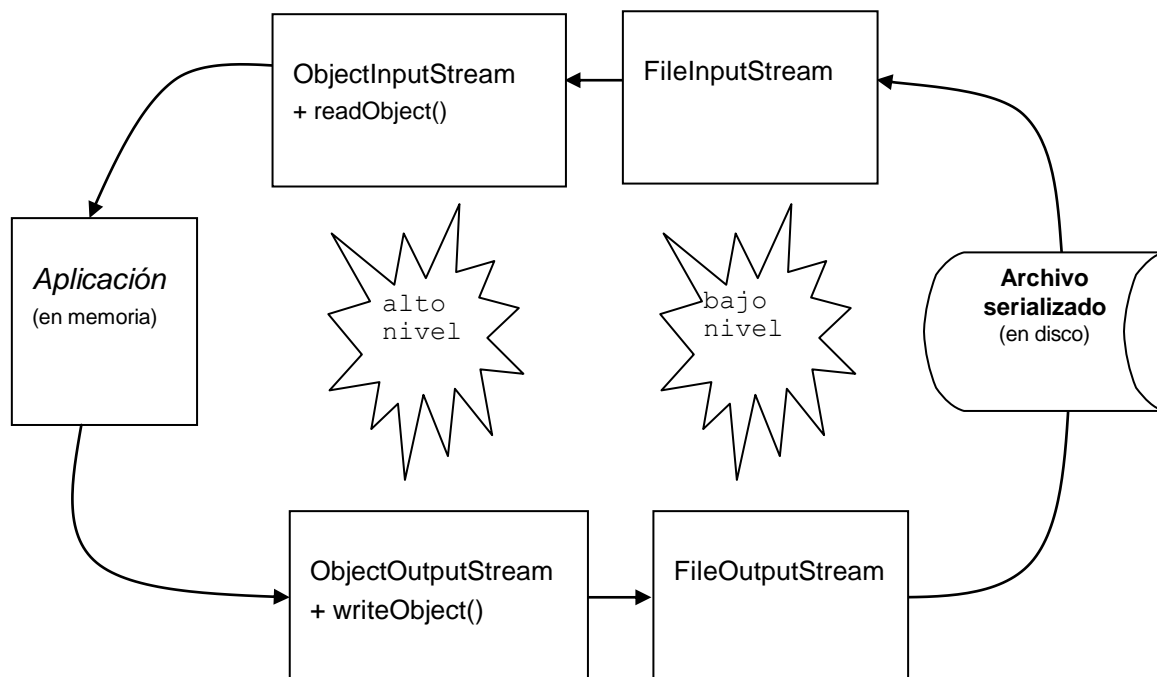 ObjectInputStream
+ readObject()
FileInputStream
Aplicación
(en memoria)
alto
nivel
bajo
nivel
Archivo
serializado
(en disco)
ObjectOutputStream
+ writeObject()
FileOutputStream